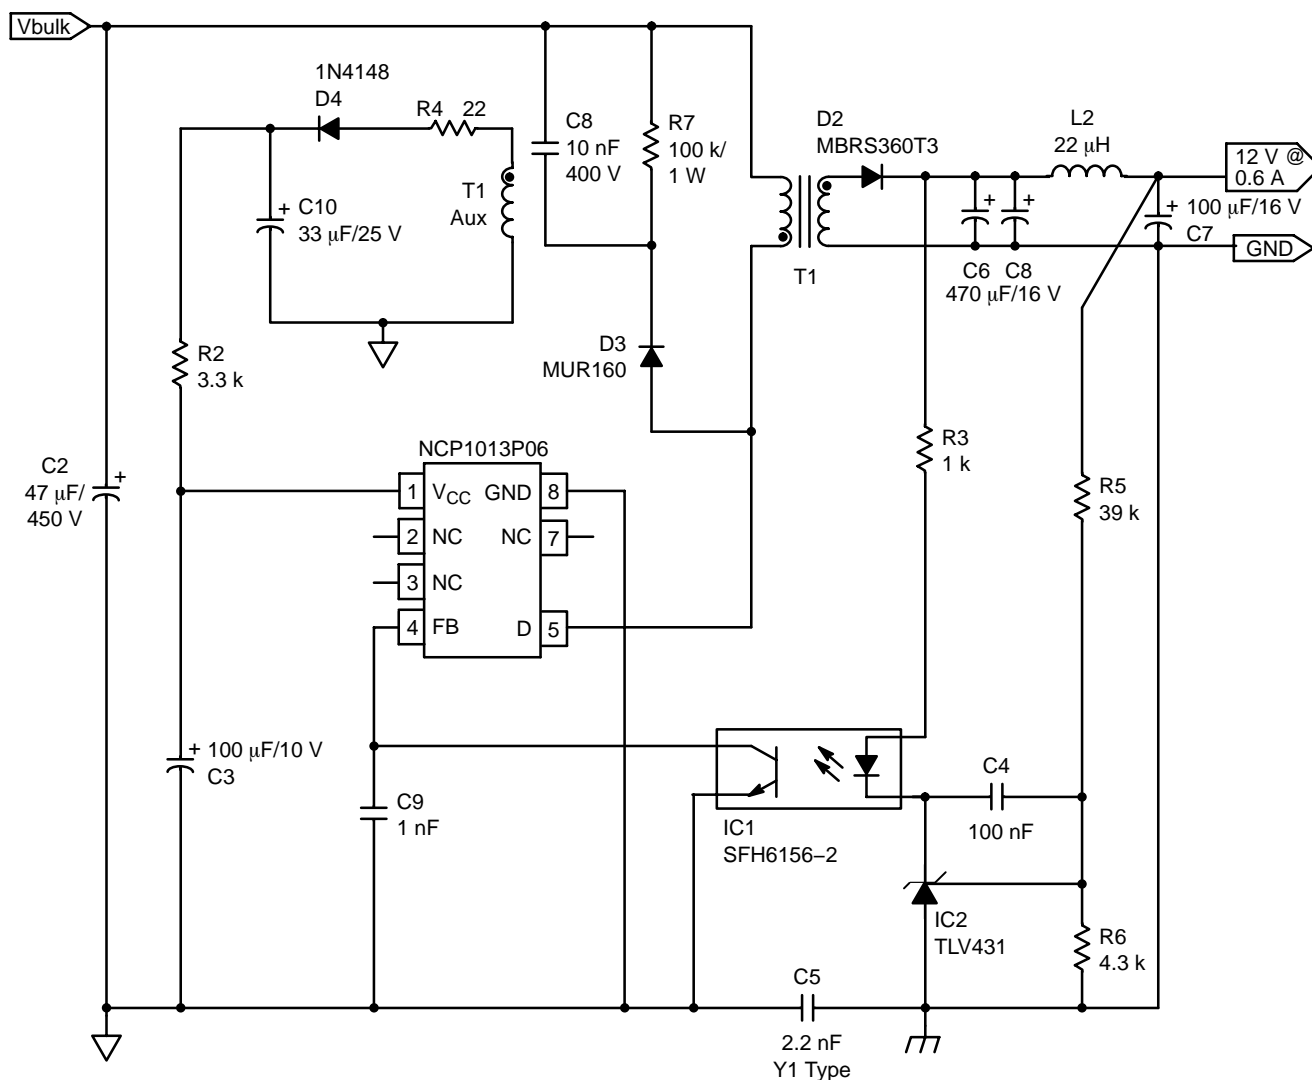 Vbulk
1N4148
D4
R4 22
C8
10 nF
400 V
R7
100 k/
1 W
D2
MBRS360T3
L2
22 μH
12 V @
0.6 A
T1
Aux
C10
33 μF/25 V
+
+
+
+ 100 μF/16 V
C7
GND
C6 C8
470 μF/16 V
T1
R2
3.3 k
D3
MUR160
NCP1013P06
R3
1 k
C2
47 μF/
450 V
+
1 VCC GND 8
2 NC NC 7
3 NC
4 FB D 5
R5
39 k
+ 100 μF/10 V
C3
C9
1 nF
IC1
SFH6156–2
C4
100 nF
IC2
TLV431
R6
4.3 k
C5
2.2 nF
Y1 Type